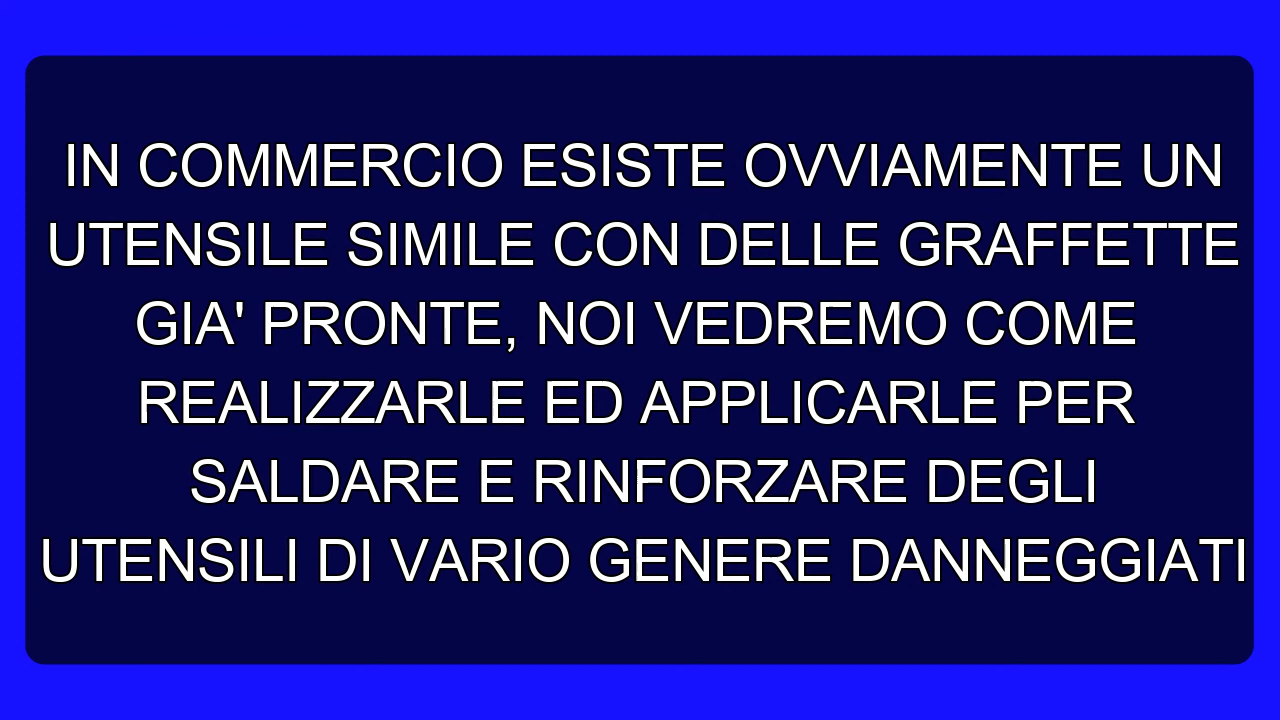 IN COMMERCIO ESISTE OVVIAMENTE UN
UTENSILE SIMILE CON DELLE GRAFFETTE
GIA' PRONTE, NOI VEDREMO COME
REALIZZARLE ED APPLICARLE PER
SALDARE E RINFORZARE DEGLI
UTENSILI DI VARIO GENERE DANNEGGIATI